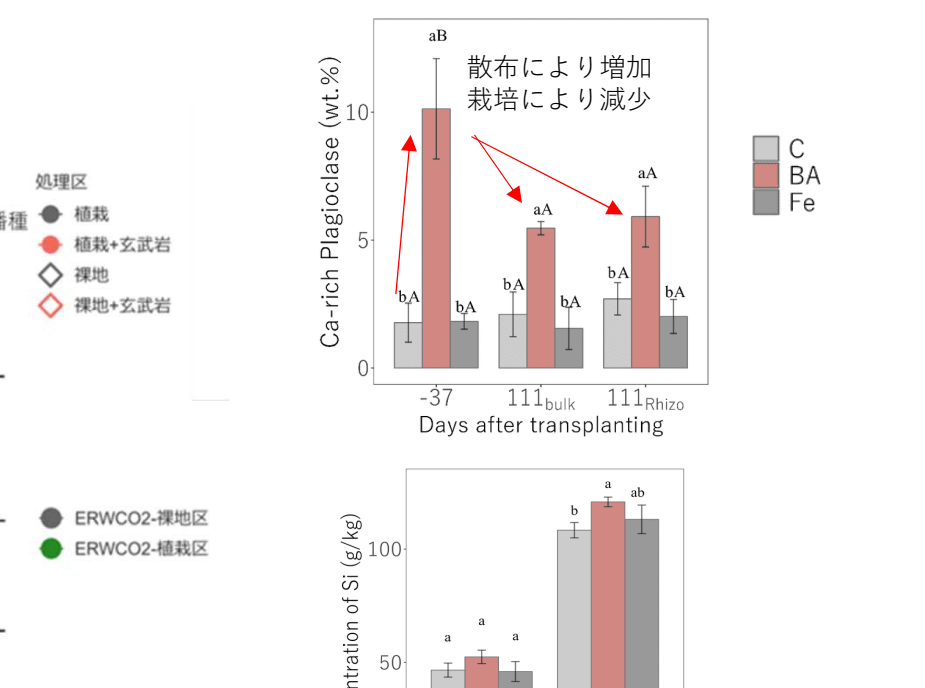 処理区
植栽
植栽+玄武岩
裸地
裸地+玄武岩
ERWCO2-裸地区
ERWCO2-植栽区
Ca-rich Plagioclase (wt.%)
10
5
0
aB
散布により増加
栽培により減少
bA
bA
bA
aA
bA
bA
aA
bA
-37
111bulk
111Rhizo
Days after transplanting
C
BA
Fe
ntration of Si (g/kg)
100
50
a
a
a
b
a
ab